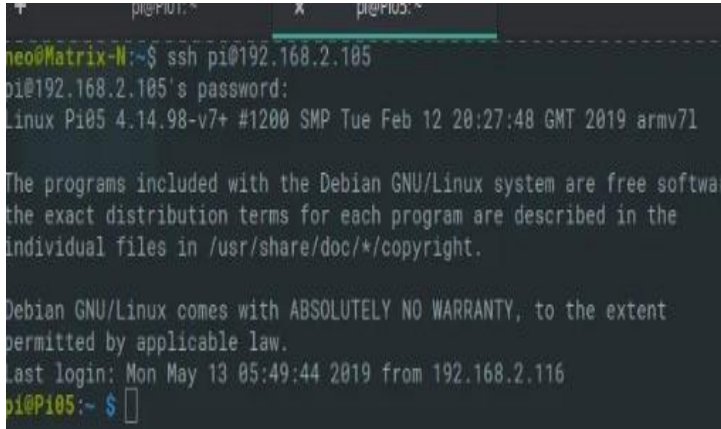 pi@Pi01:~ x pi@Pi05:~
neo@Matrix-N:~$ ssh pi@192.168.2.105
pi@192.168.2.105's password:
Linux Pi05 4.14.98-v7+ #1200 SMP Tue Feb 12 20:27:48 GMT 2019 armv7l
The programs included with the Debian GNU/Linux system are free softwa
the exact distribution terms for each program are described in the
individual files in /usr/share/doc/*/copyright.
Debian GNU/Linux comes with ABSOLUTELY NO WARRANTY, to the extent
permitted by applicable law.
Last login: Mon May 13 05:49:44 2019 from 192.168.2.116
pi@Pi05:~ $